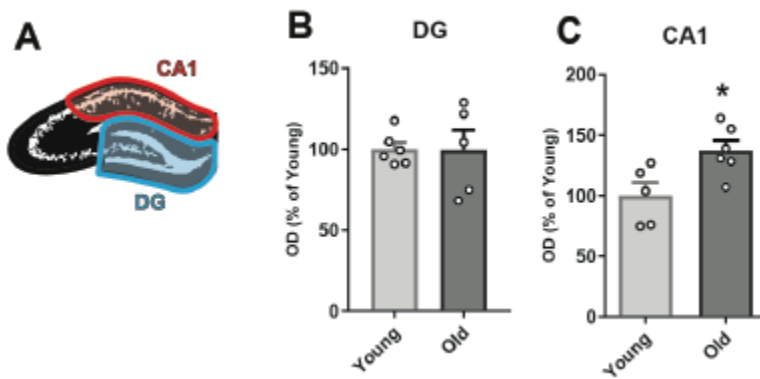 A
CA1
DG
B
DG
OD (% of Young)
150
100
50
0
Young
Old
C
CA1
OD (% of Young)
200
150
100
50
0
*
Young
Old